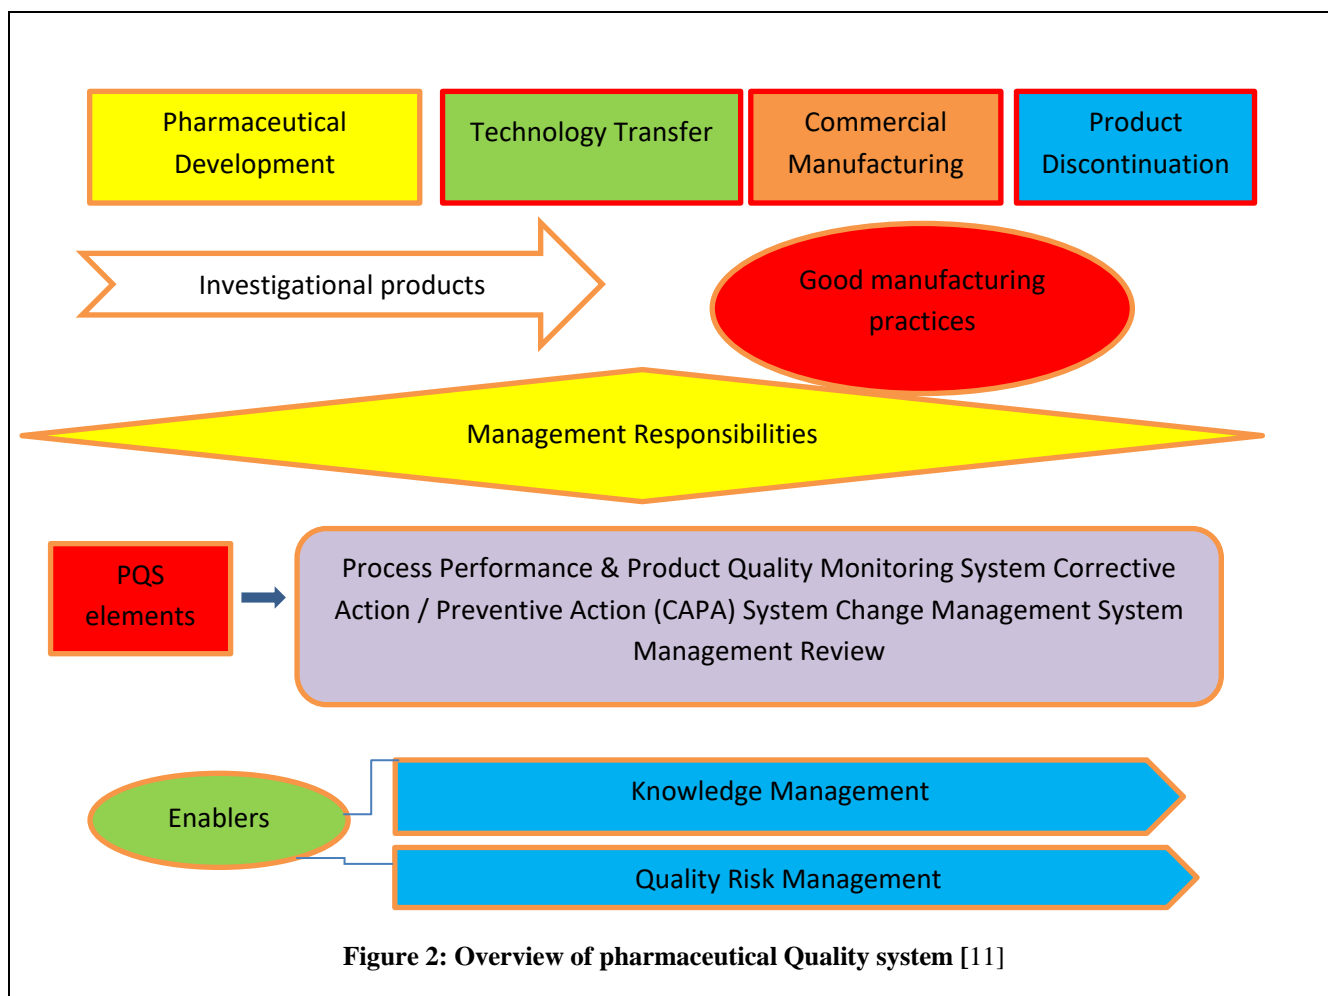 Pharmaceutical
Development
Technology Transfer
Commercial
Manufacturing
Product
Discontinuation
Investigational products
Good manufacturing
practices
Management Responsibilities
PQS
elements
Process Performance & Product Quality Monitoring System Corrective
Action / Preventive Action (CAPA) System Change Management System
Management Review
Enablers
Knowledge Management
Quality Risk Management
Figure 2: Overview of pharmaceutical Quality system [11]